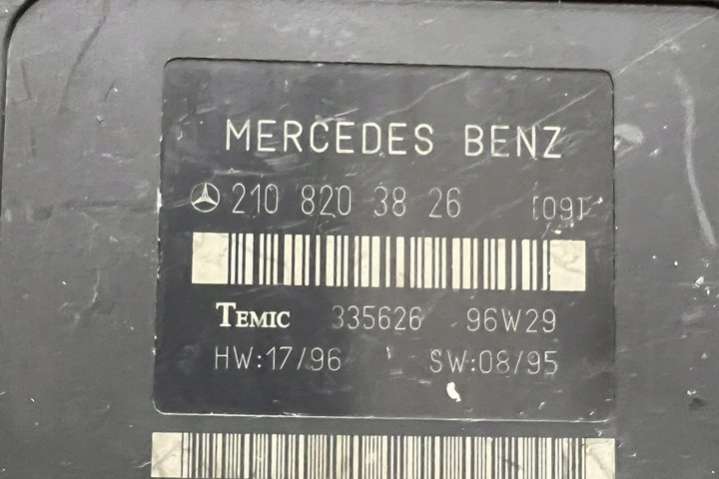 MERCEDES BENZ
210 820 38 26 [09]
TEMIC 335626 96W29
HW:17/96 SW:08/95